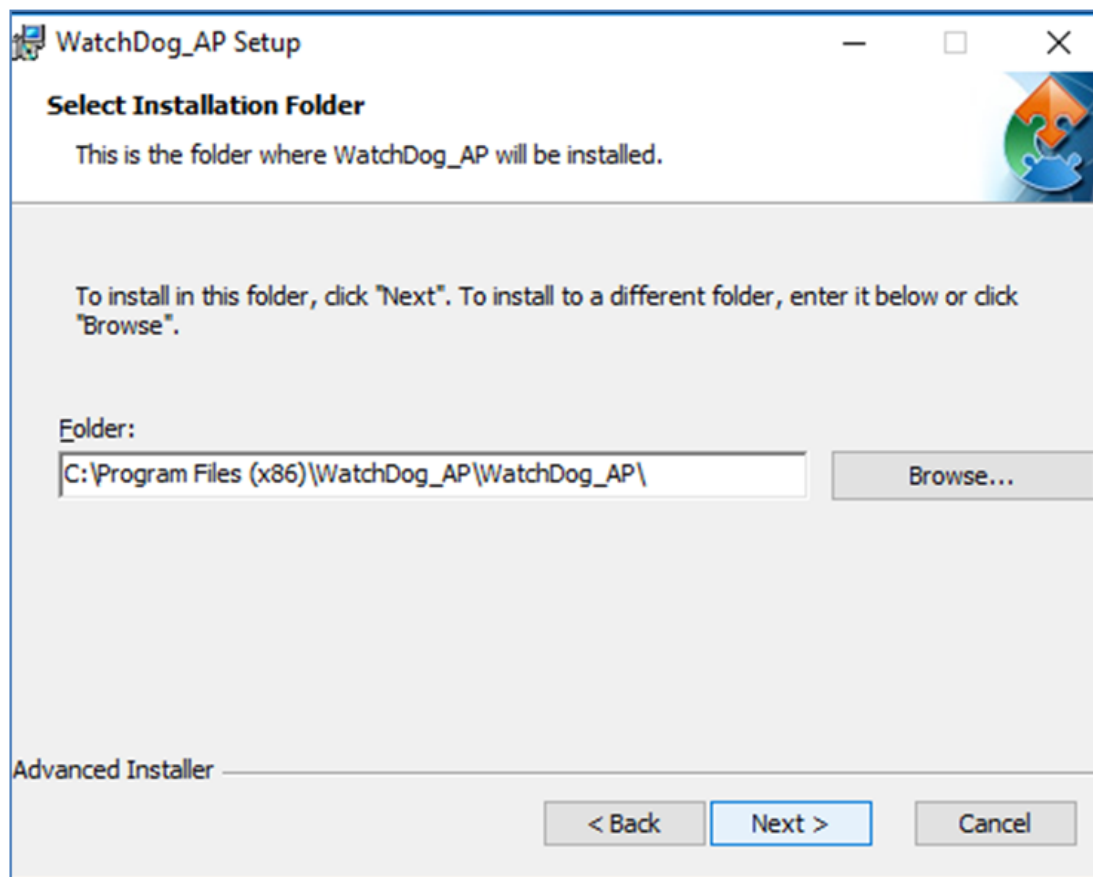 WatchDog_AP Setup
Select Installation Folder
This is the folder where WatchDog_AP will be installed.
To install in this folder, click "Next". To install to a different folder, enter it below or click
"Browse".
Folder:
C:\Program Files (x86)\WatchDog_AP\WatchDog_AP\
Browse...
Advanced Installer
< Back
Next >
Cancel